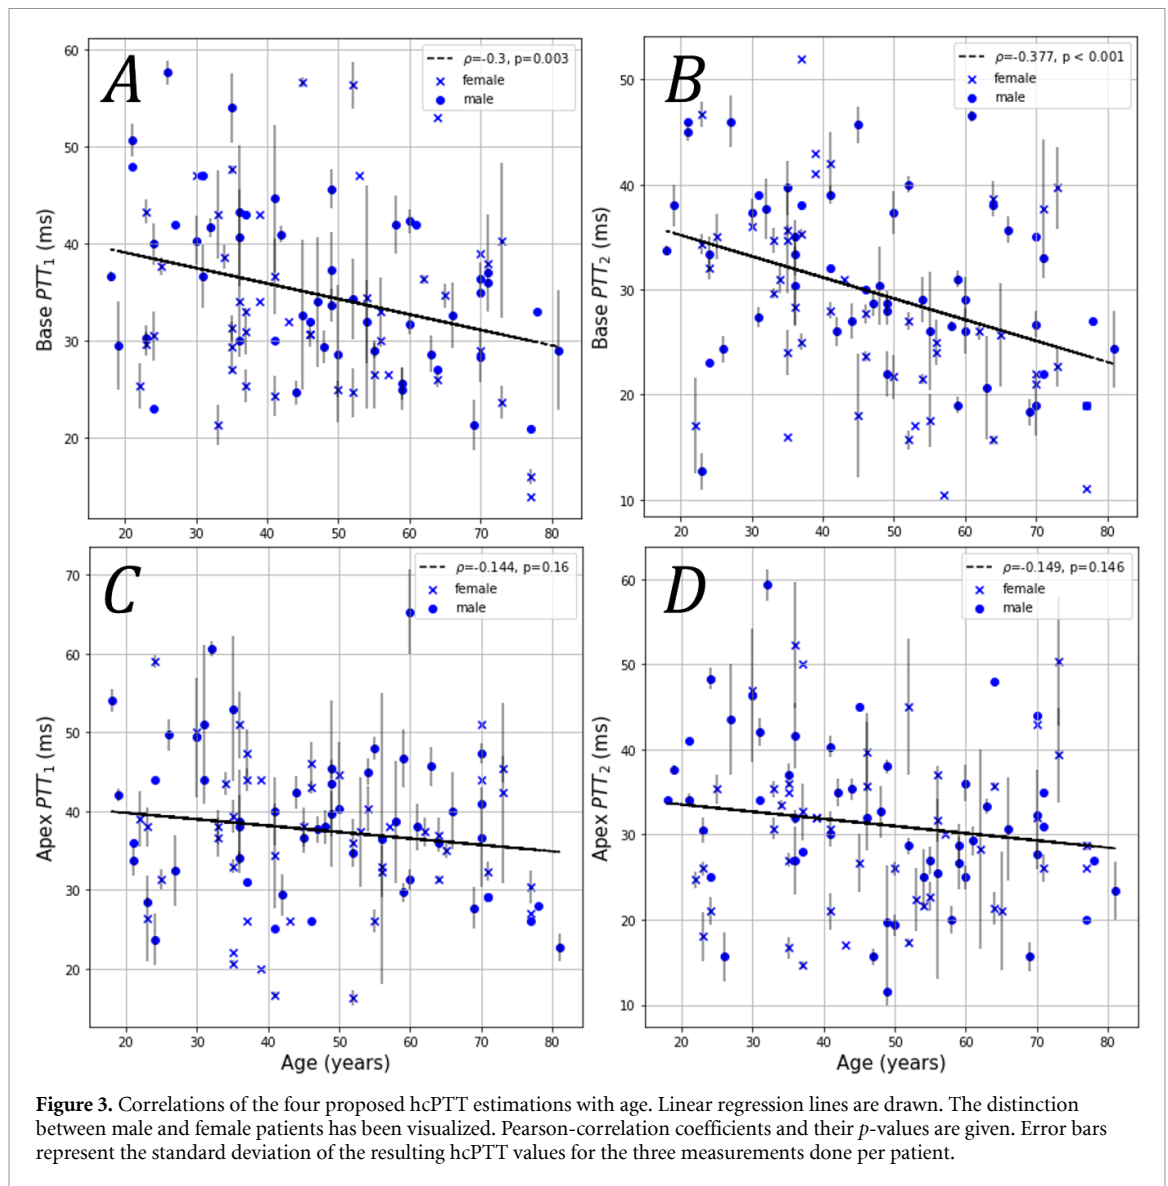 A
ρ=-0.3, p=0.003
female
male
Base PTT1 (ms)
60
50
40
30
20
20 30 40 50 60 70 80
B
ρ=-0.377, p < 0.001
female
male
Base PTT2 (ms)
50
40
30
20
10
20 30 40 50 60 70 80
C
ρ=-0.144, p=0.16
female
male
Apex PTT1 (ms)
70
60
50
40
30
20
20 30 40 50 60 70 80
Age (years)
D
ρ=-0.149, p=0.146
female
male
Apex PTT2 (ms)
60
50
40
30
20
10
20 30 40 50 60 70 80
Age (years)
Figure 3. Correlations of the four proposed hcPTT estimations with age. Linear regression lines are drawn. The distinction
between male and female patients has been visualized. Pearson-correlation coefficients and their p-values are given. Error bars
represent the standard deviation of the resulting hcPTT values for the three measurements done per patient.